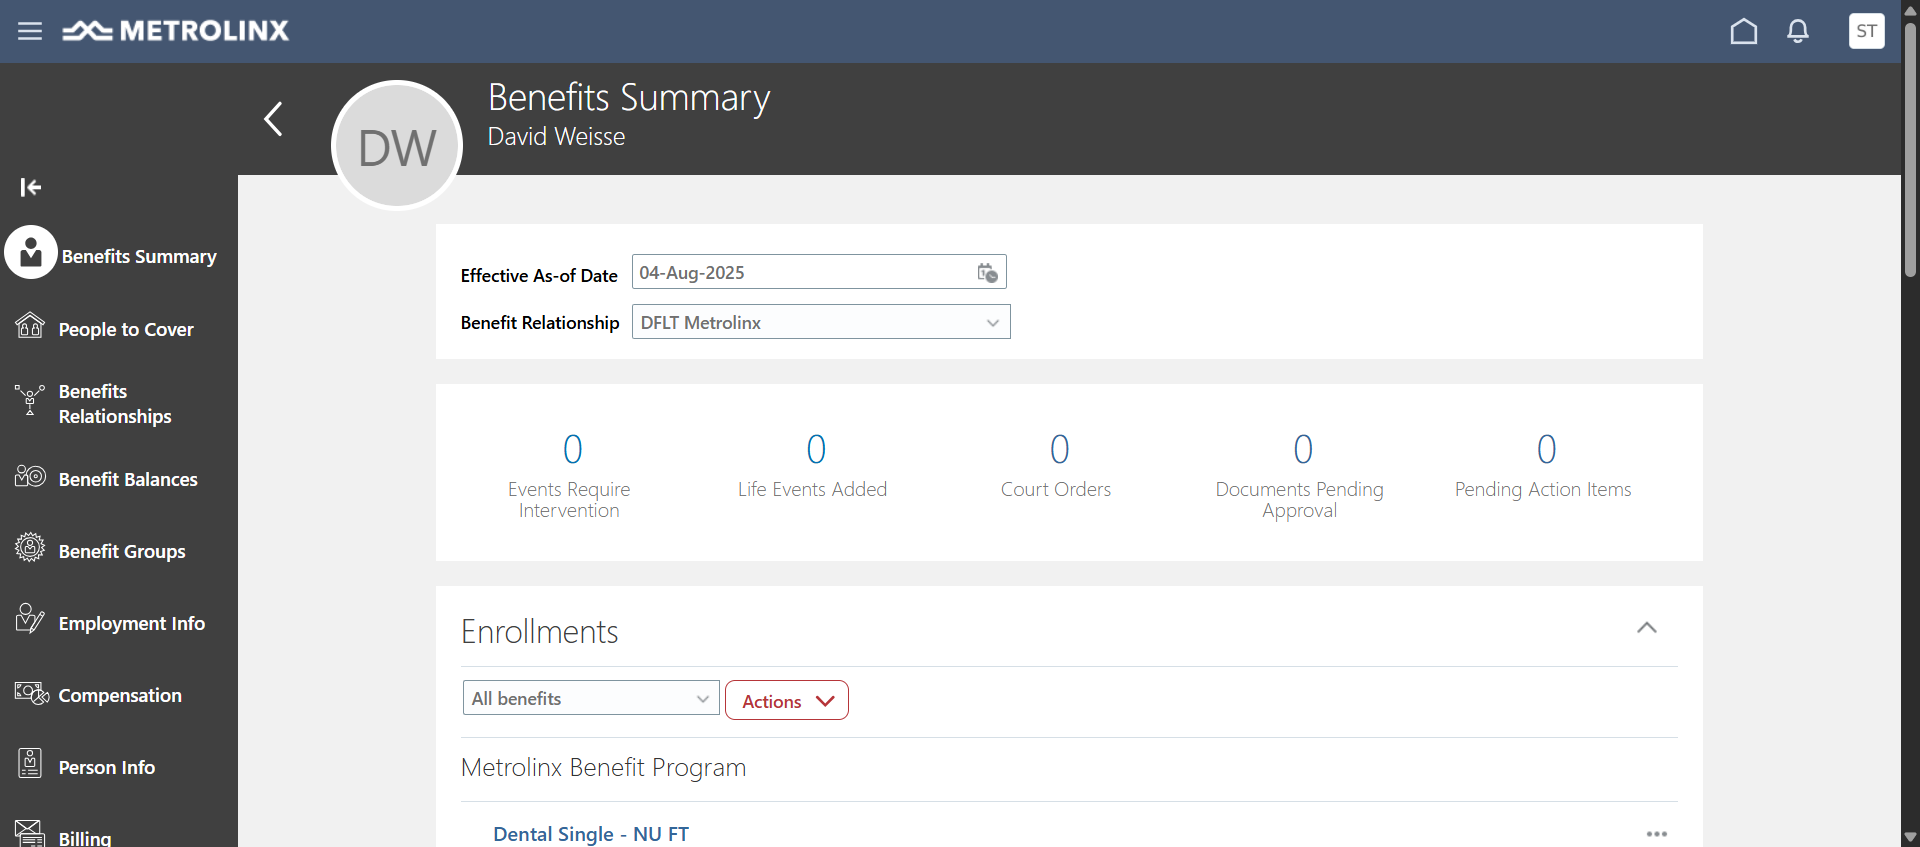 METROLINX
ST
DW
Benefits Summary
David Weisse
Benefits Summary
People to Cover
Benefits
Relationships
Benefit Balances
Benefit Groups
Employment Info
Compensation
Person Info
Billing
Effective As-of Date
04-Aug-2025
Benefit Relationship
DFLT Metrolinx
0
Events Require
Intervention
0
Life Events Added
0
Court Orders
0
Documents Pending
Approval
0
Pending Action Items
Enrollments
All benefits
Actions
Metrolinx Benefit Program
Dental Single - NU FT